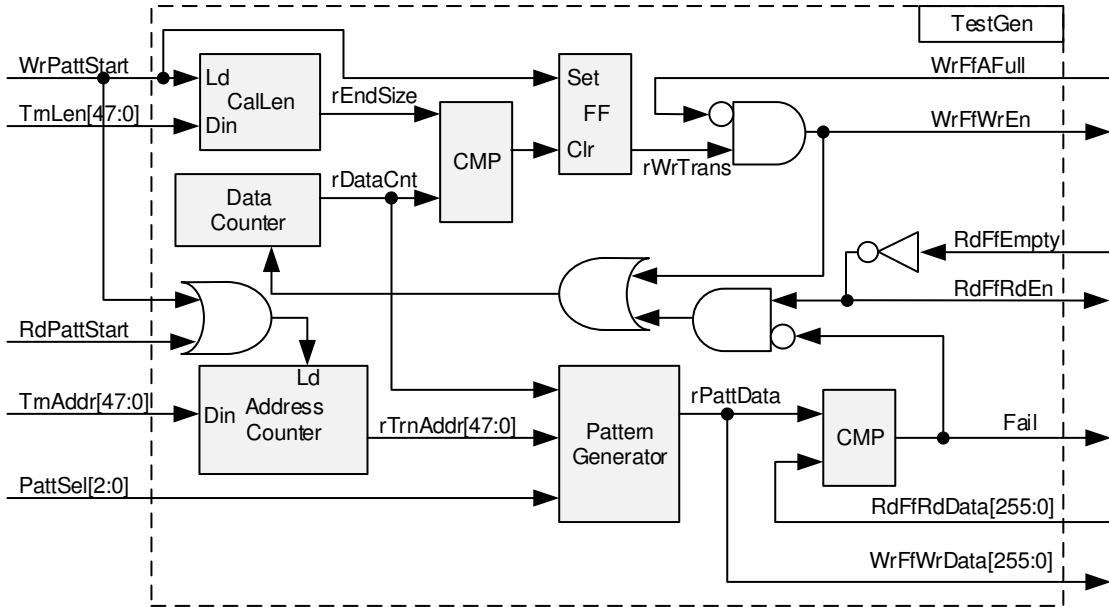 TestGen
WrPattStart
WrFfAFull
Ld
CalLen
Din
rEndSize
Set
FF
Clr
TrnLen[47:0]
WrFfWrEn
CMP
rWrTrans
Data
Counter
rDataCnt
RdFfEmpty
RdFfRdEn
RdPattStart
Ld
TrnAddr[47:0]
Din
Address
Counter
rTrnAddr[47:0]
Pattern
Generator
rPattData
CMP
Fail
PattSel[2:0]
RdFfRdData[255:0]
WrFfWrData[255:0]